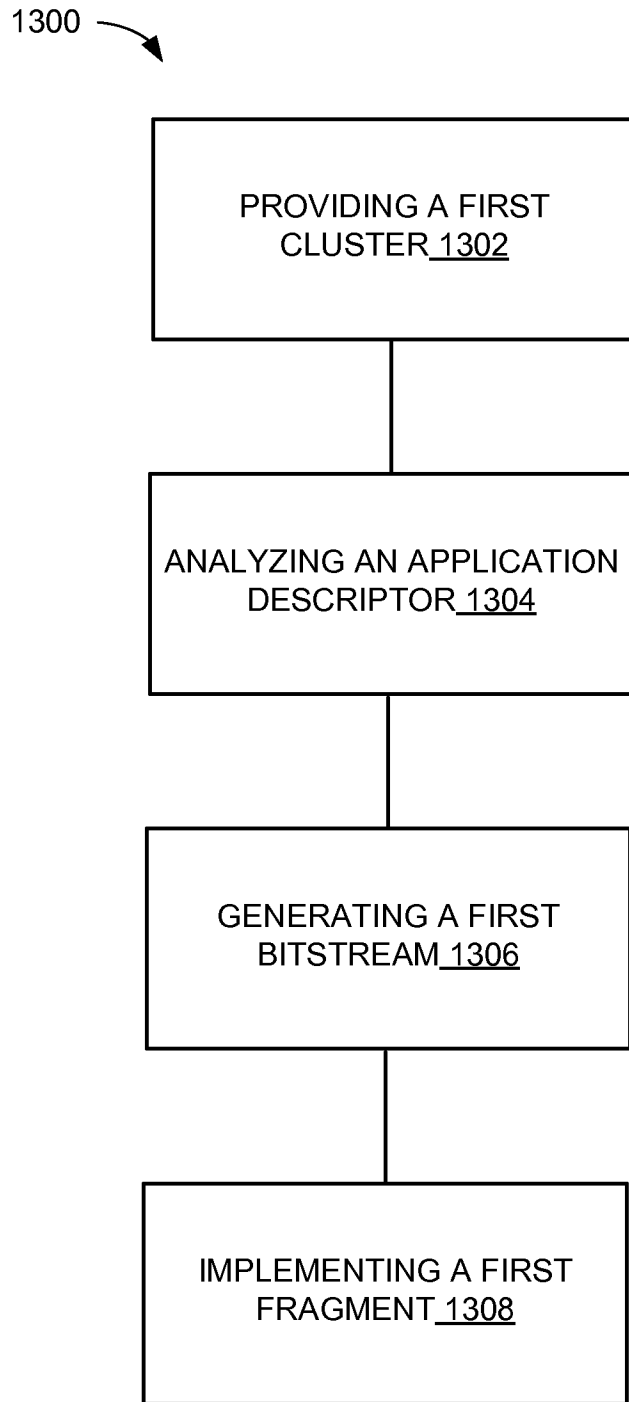 1300
PROVIDING A FIRST
CLUSTER 1302
ANALYZING AN APPLICATION
DESCRIPTOR 1304
GENERATING A FIRST
BITSTREAM 1306
IMPLEMENTING A FIRST
FRAGMENT 1308